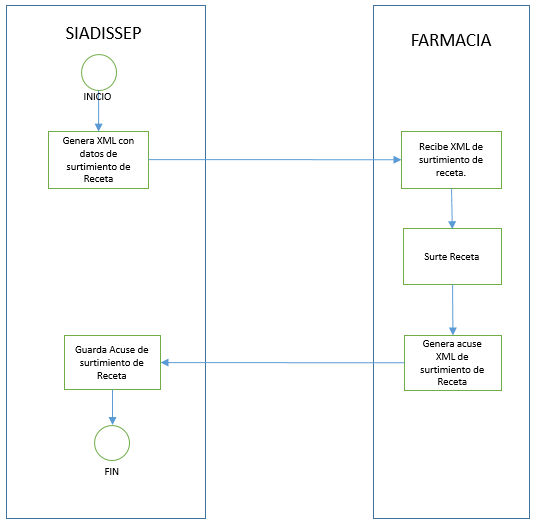 SIADISSEP
FARMACIA
INICIO
Genera XML con
datos de
surtimiento de
Receta
Recibe XML de
surtimiento de
receta.
Surte Receta
Genera acuse
XML de
surtimiento de
Receta
Guarda Acuse de
surtimiento de
Receta
FIN